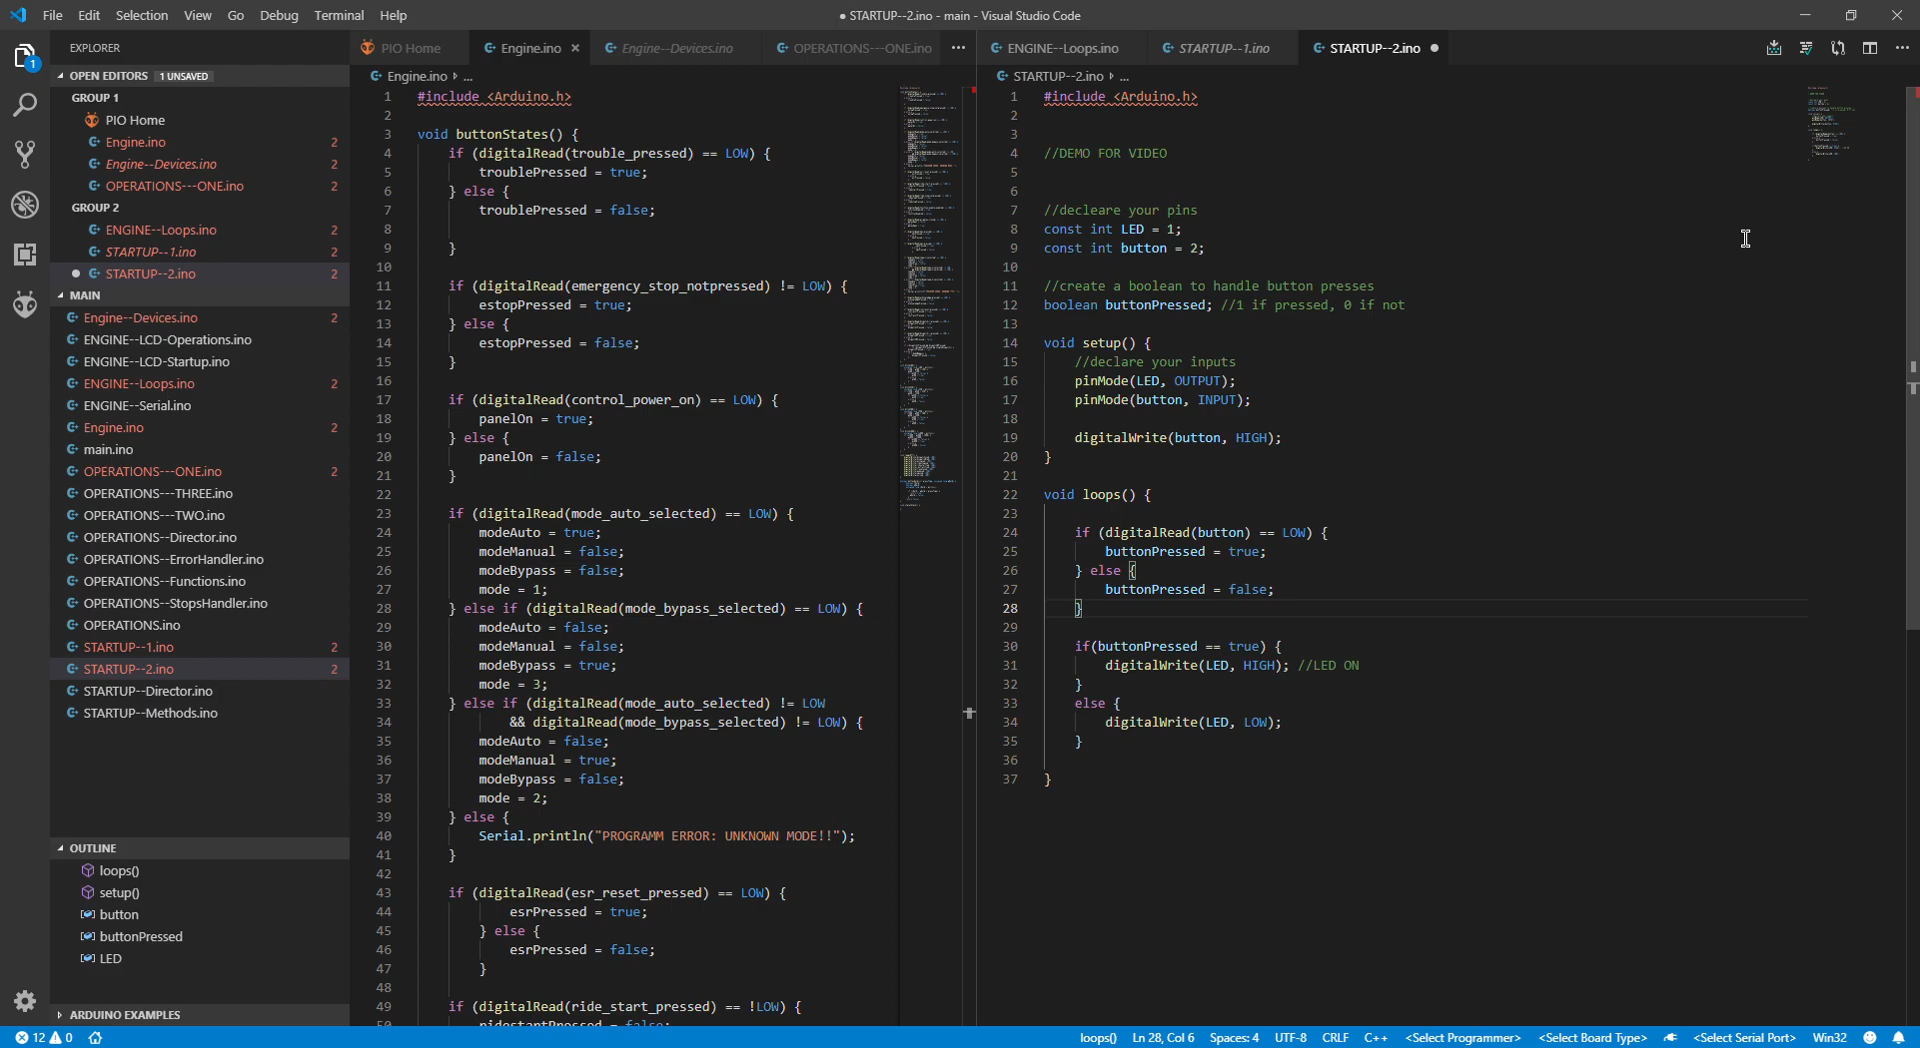 File Edit Selection View Go Debug Terminal Help
● STARTUP--2.ino - main - Visual Studio Code
EXPLORER
OPEN EDITORS 1 UNSAVED
GROUP 1
PIO Home
Engine.ino 2
Engine--Devices.ino 2
OPERATIONS---ONE.ino 2
GROUP 2
ENGINE--Loops.ino 2
STARTUP--1.ino 2
STARTUP--2.ino 2
MAIN
Engine--Devices.ino 2
ENGINE--LCD-Operations.ino
ENGINE--LCD-Startup.ino
ENGINE--Loops.ino 2
ENGINE--Serial.ino
Engine.ino 2
main.ino
OPERATIONS---ONE.ino 2
OPERATIONS---THREE.ino
OPERATIONS---TWO.ino
OPERATIONS--Director.ino
OPERATIONS--ErrorHandler.ino
OPERATIONS--Functions.ino
OPERATIONS--StopsHandler.ino
OPERATIONS.ino
STARTUP--1.ino 2
STARTUP--2.ino 2
STARTUP--Director.ino
STARTUP--Methods.ino
OUTLINE
loops()
setup()
button
buttonPressed
LED
ARDUINO EXAMPLES
1
PIO Home Engine.ino × Engine--Devices.ino OPERATIONS---ONE.ino ...
Engine.ino › ...
1 #include <Arduino.h>
2
3 void buttonStates() {
4 if (digitalRead(trouble_pressed) == LOW) {
5 troublePressed = true;
6 } else {
7 troublePressed = false;
8
9 }
10
11 if (digitalRead(emergency_stop_notpressed) != LOW) {
12 estopPressed = true;
13 } else {
14 estopPressed = false;
15 }
16
17 if (digitalRead(control_power_on) == LOW) {
18 panelOn = true;
19 } else {
20 panelOn = false;
21 }
22
23 if (digitalRead(mode_auto_selected) == LOW) {
24 modeAuto = true;
25 modeManual = false;
26 modeBypass = false;
27 mode = 1;
28 } else if (digitalRead(mode_bypass_selected) == LOW) {
29 modeAuto = false;
30 modeManual = false;
31 modeBypass = true;
32 mode = 3;
33 } else if (digitalRead(mode_auto_selected) != LOW
34 && digitalRead(mode_bypass_selected) != LOW) {
35 modeAuto = false;
36 modeManual = true;
37 modeBypass = false;
38 mode = 2;
39 } else {
40 Serial.println("PROGRAMM ERROR: UNKNOWN MODE!!");
41 }
42
43 if (digitalRead(esr_reset_pressed) == LOW) {
44 esrPressed = true;
45 } else {
46 esrPressed = false;
47 }
48
49 if (digitalRead(ride_start_pressed) == !LOW) {
50 ridestartPressed = false;
ENGINE--Loops.ino STARTUP--1.ino STARTUP--2.ino ●
STARTUP--2.ino › ...
1 #include <Arduino.h>
2
3
4 //DEMO FOR VIDEO
5
6
7 //decleare your pins
8 const int LED = 1;
9 const int button = 2;
10
11 //create a boolean to handle button presses
12 boolean buttonPressed; //1 if pressed, 0 if not
13
14 void setup() {
15 //declare your inputs
16 pinMode(LED, OUTPUT);
17 pinMode(button, INPUT);
18
19 digitalWrite(button, HIGH);
20 }
21
22 void loops() {
23
24 if (digitalRead(button) == LOW) {
25 buttonPressed = true;
26 } else {
27 buttonPressed = false;
28 }
29
30 if(buttonPressed == true) {
31 digitalWrite(LED, HIGH); //LED ON
32 }
33 else {
34 digitalWrite(LED, LOW);
35 }
36
37 }
12 0 loops() Ln 28, Col 6 Spaces: 4 UTF-8 CRLF C++ <Select Programmer> <Select Board Type> <Select Serial Port> Win32